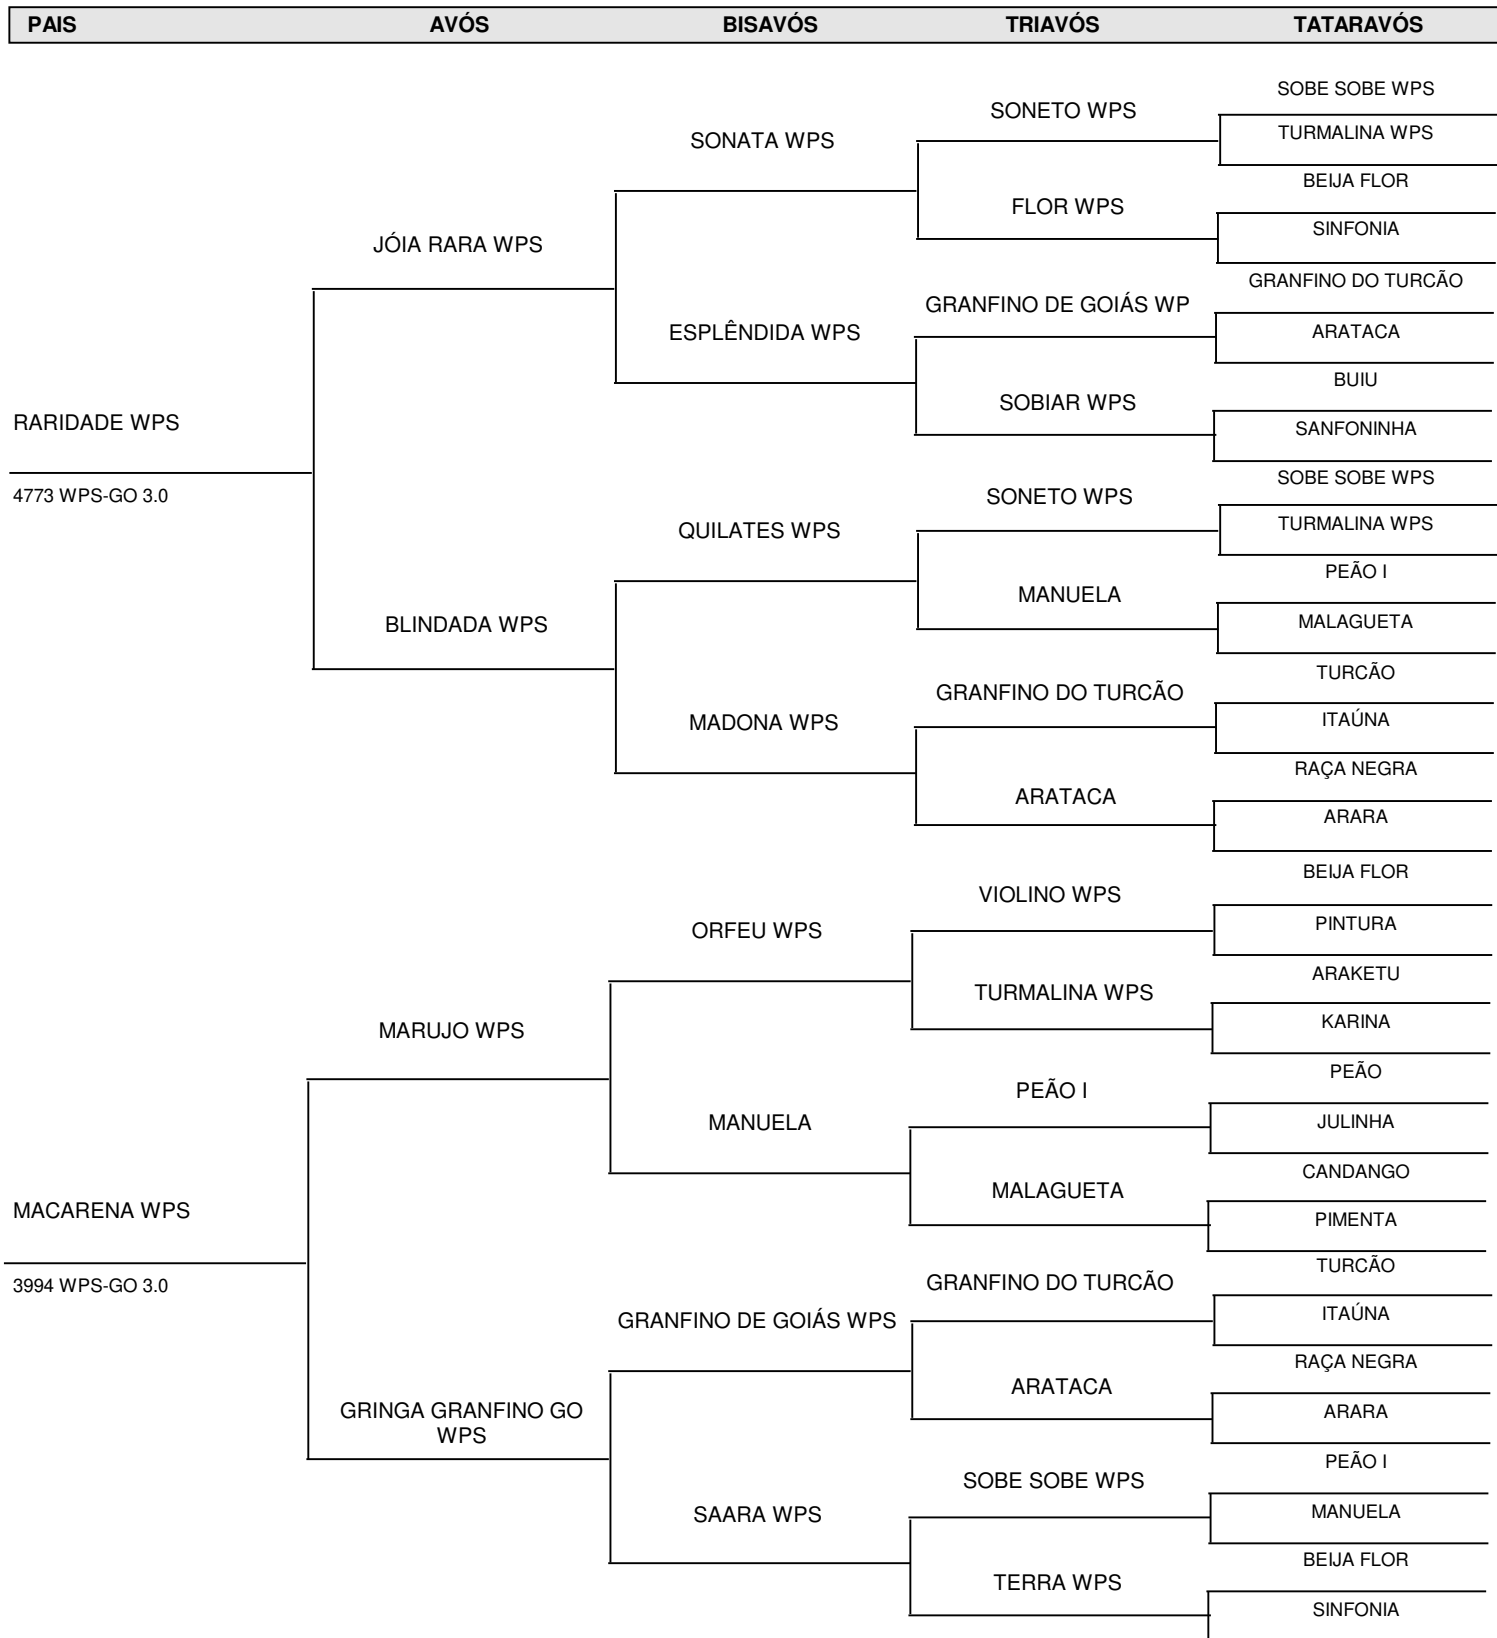 PAIS AVÓS BISAVÓS TRIAVÓS TATARAVÓS
SOBE SOBE WPS
SONETO WPS
TURMALINA WPS
SONATA WPS
BEIJA FLOR
FLOR WPS
SINFONIA
JÓIA RARA WPS
GRANFINO DO TURCÃO
GRANFINO DE GOIÁS WP
ARATACA
ESPLÊNDIDA WPS
BUIU
SOBIAR WPS
SANFONINHA
RARIDADE WPS
4773 WPS-GO 3.0
SOBE SOBE WPS
SONETO WPS
TURMALINA WPS
QUILATES WPS
PEÃO I
MANUELA
MALAGUETA
BLINDADA WPS
TURCÃO
GRANFINO DO TURCÃO
ITAÚNA
MADONA WPS
RAÇA NEGRA
ARATACA
ARARA
BEIJA FLOR
VIOLINO WPS
PINTURA
ORFEU WPS
ARAKETU
TURMALINA WPS
KARINA
MARUJO WPS
PEÃO
PEÃO I
JULINHA
MANUELA
CANDANGO
MALAGUETA
PIMENTA
MACARENA WPS
3994 WPS-GO 3.0
TURCÃO
GRANFINO DO TURCÃO
ITAÚNA
GRANFINO DE GOIÁS WPS
RAÇA NEGRA
ARATACA
ARARA
GRINGA GRANFINO GO
WPS
PEÃO I
SOBE SOBE WPS
MANUELA
SAARA WPS
BEIJA FLOR
TERRA WPS
SINFONIA